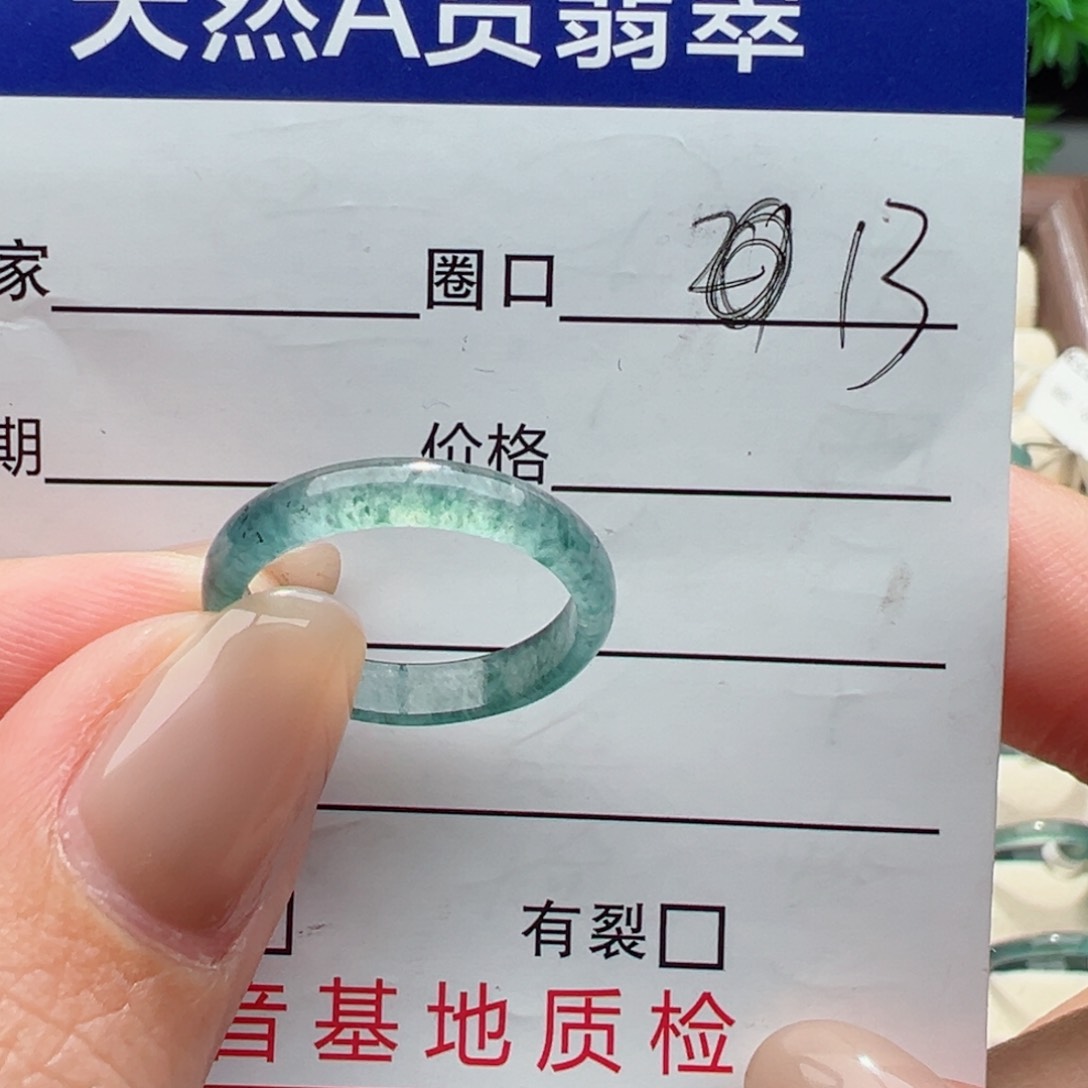 天然A货翡翠
家 圈口 13
期 价格
有裂
音基地质检